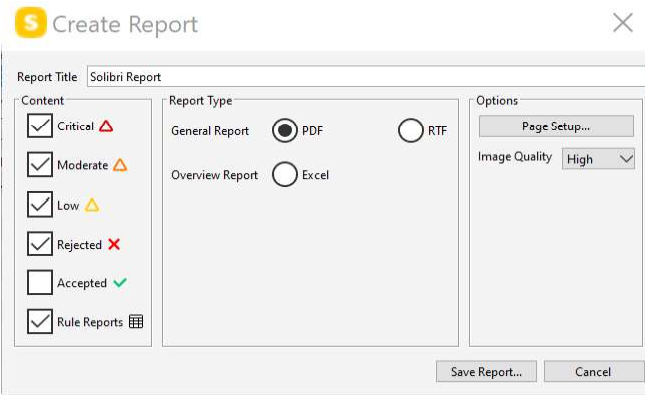 S Create Report
Report Title Solibri Report
Content
Critical
Moderate
Low
Rejected
Accepted
Rule Reports
Report Type
General Report PDF RTF
Overview Report Excel
Options
Page Setup...
Image Quality High
Save Report... Cancel